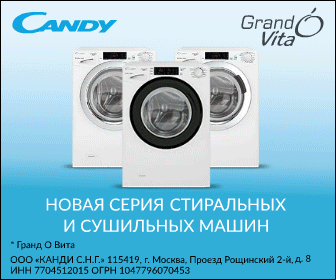 CANDY
Grand Ó
Vita
НОВАЯ СЕРИЯ СТИРАЛЬНЫХ
И СУШИЛЬНЫХ МАШИН
* Гранд О Вита
ООО «КАНДИ С.Н.Г.» 115419, г. Москва, Проезд Рощинский 2-й, д. 8
ИНН 7704512015 ОГРН 1047796070453